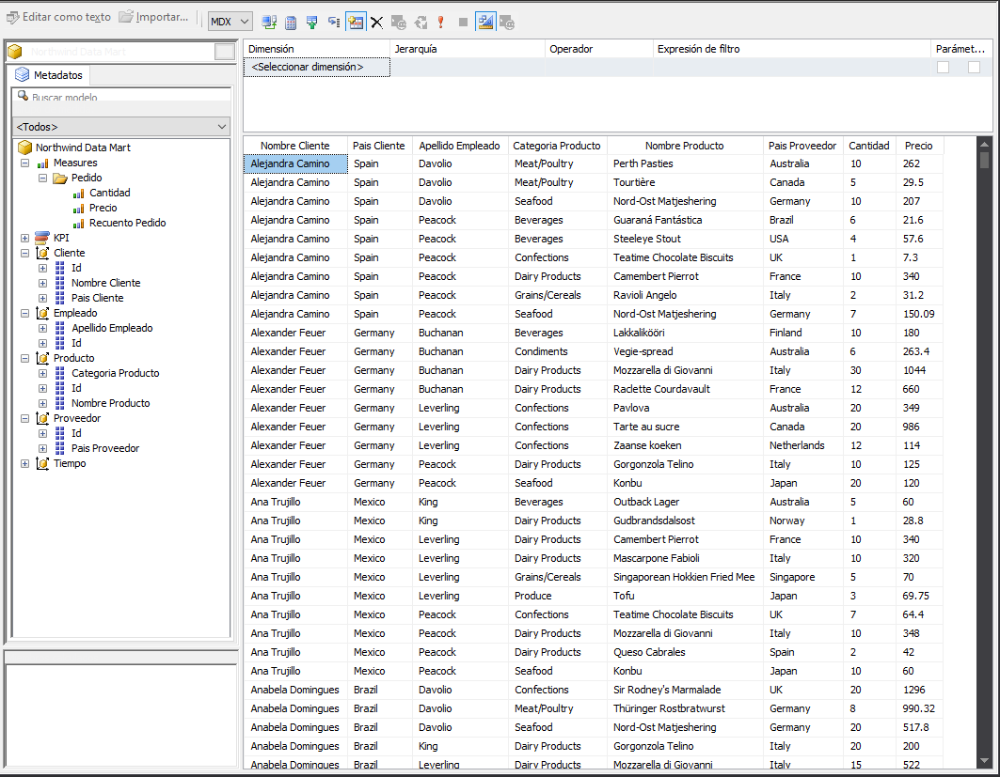 Editar como texto Importar... MDX
Northwind Data Mart
Metadatos
Buscar modelo
<Todos>
Northwind Data Mart
Measures
Pedido
Cantidad
Precio
Recuento Pedido
KPI
Cliente
Id
Nombre Cliente
Pais Cliente
Empleado
Apellido Empleado
Id
Producto
Categoria Producto
Id
Nombre Producto
Proveedor
Id
Pais Proveedor
Tiempo
Dimensión Jerarquía Operador Expresión de filtro Parámet...
<Seleccionar dimensión>
Nombre Cliente Pais Cliente Apellido Empleado Categoria Producto Nombre Producto Pais Proveedor Cantidad Precio
Alejandra Camino Spain Davolio Meat/Poultry Perth Pasties Australia 10 262
Alejandra Camino Spain Davolio Meat/Poultry Tourtière Canada 5 29.5
Alejandra Camino Spain Davolio Seafood Nord-Ost Matjeshering Germany 10 207
Alejandra Camino Spain Peacock Beverages Guaraná Fantástica Brazil 6 21.6
Alejandra Camino Spain Peacock Beverages Steeleye Stout USA 4 57.6
Alejandra Camino Spain Peacock Confections Teatime Chocolate Biscuits UK 1 7.3
Alejandra Camino Spain Peacock Dairy Products Camembert Pierrot France 10 340
Alejandra Camino Spain Peacock Grains/Cereals Ravioli Angelo Italy 2 31.2
Alejandra Camino Spain Peacock Seafood Nord-Ost Matjeshering Germany 7 150.09
Alexander Feuer Germany Buchanan Beverages Lakkalikööri Finland 10 180
Alexander Feuer Germany Buchanan Condiments Vegie-spread Australia 6 263.4
Alexander Feuer Germany Buchanan Dairy Products Mozzarella di Giovanni Italy 30 1044
Alexander Feuer Germany Buchanan Dairy Products Raclette Courdavault France 12 660
Alexander Feuer Germany Leverling Confections Pavlova Australia 20 349
Alexander Feuer Germany Leverling Confections Tarte au sucre Canada 20 986
Alexander Feuer Germany Leverling Confections Zaanse koeken Netherlands 12 114
Alexander Feuer Germany Peacock Dairy Products Gorgonzola Telino Italy 10 125
Alexander Feuer Germany Peacock Seafood Konbu Japan 20 120
Ana Trujillo Mexico King Beverages Outback Lager Australia 5 60
Ana Trujillo Mexico King Dairy Products Gudbrandsdalsost Norway 1 28.8
Ana Trujillo Mexico Leverling Dairy Products Camembert Pierrot France 10 340
Ana Trujillo Mexico Leverling Dairy Products Mascarpone Fabioli Italy 10 320
Ana Trujillo Mexico Leverling Grains/Cereals Singaporean Hokkien Fried Mee Singapore 5 70
Ana Trujillo Mexico Leverling Produce Tofu Japan 3 69.75
Ana Trujillo Mexico Peacock Confections Teatime Chocolate Biscuits UK 7 64.4
Ana Trujillo Mexico Peacock Dairy Products Mozzarella di Giovanni Italy 10 348
Ana Trujillo Mexico Peacock Dairy Products Queso Cabrales Spain 2 42
Ana Trujillo Mexico Peacock Seafood Konbu Japan 10 60
Anabela Domingues Brazil Davolio Confections Sir Rodney's Marmalade UK 20 1296
Anabela Domingues Brazil Davolio Meat/Poultry Thüringer Rostbratwurst Germany 8 990.32
Anabela Domingues Brazil Davolio Seafood Nord-Ost Matjeshering Germany 20 517.8
Anabela Domingues Brazil King Dairy Products Gorgonzola Telino Italy 20 200
Anabela Domingues Brazil Leverling Dairy Products Mozzarella di Giovanni Italy 15 522